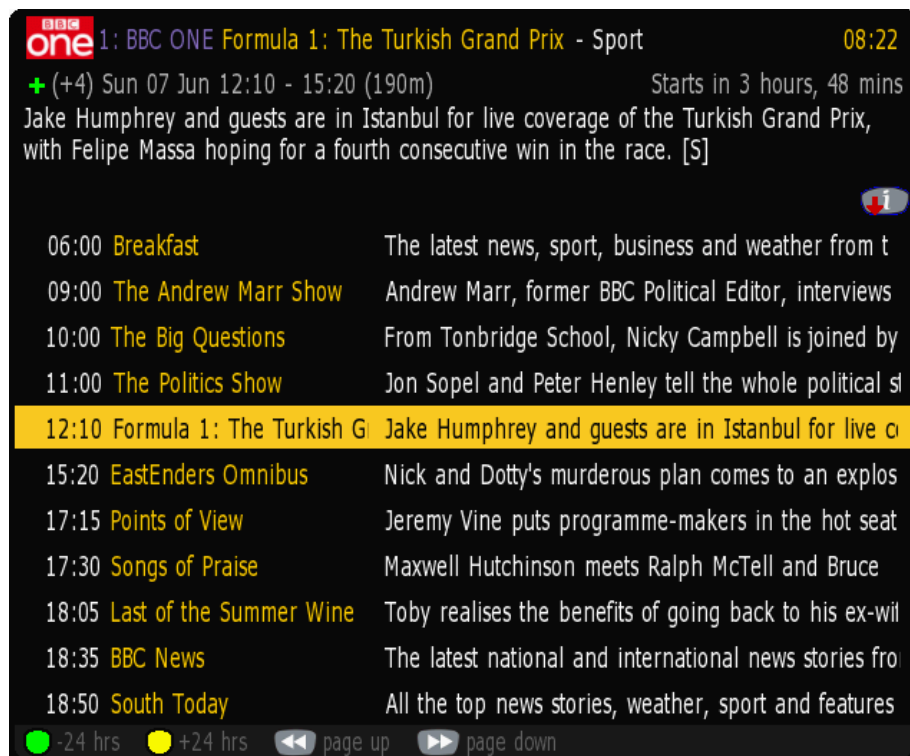 BBC one 1: BBC ONE Formula 1: The Turkish Grand Prix - Sport 08:22
+ (+4) Sun 07 Jun 12:10 - 15:20 (190m) Starts in 3 hours, 48 mins
Jake Humphrey and guests are in Istanbul for live coverage of the Turkish Grand Prix,
with Felipe Massa hoping for a fourth consecutive win in the race. [S]
i
06:00 Breakfast The latest news, sport, business and weather from t
09:00 The Andrew Marr Show Andrew Marr, former BBC Political Editor, interviews
10:00 The Big Questions From Tonbridge School, Nicky Campbell is joined by
11:00 The Politics Show Jon Sopel and Peter Henley tell the whole political st
12:10 Formula 1: The Turkish G Jake Humphrey and guests are in Istanbul for live co
15:20 EastEnders Omnibus Nick and Dotty's murderous plan comes to an explos
17:15 Points of View Jeremy Vine puts programme-makers in the hot seat
17:30 Songs of Praise Maxwell Hutchinson meets Ralph McTell and Bruce
18:05 Last of the Summer Wine Toby realises the benefits of going back to his ex-wif
18:35 BBC News The latest national and international news stories fro
18:50 South Today All the top news stories, weather, sport and features
-24 hrs +24 hrs page up page down